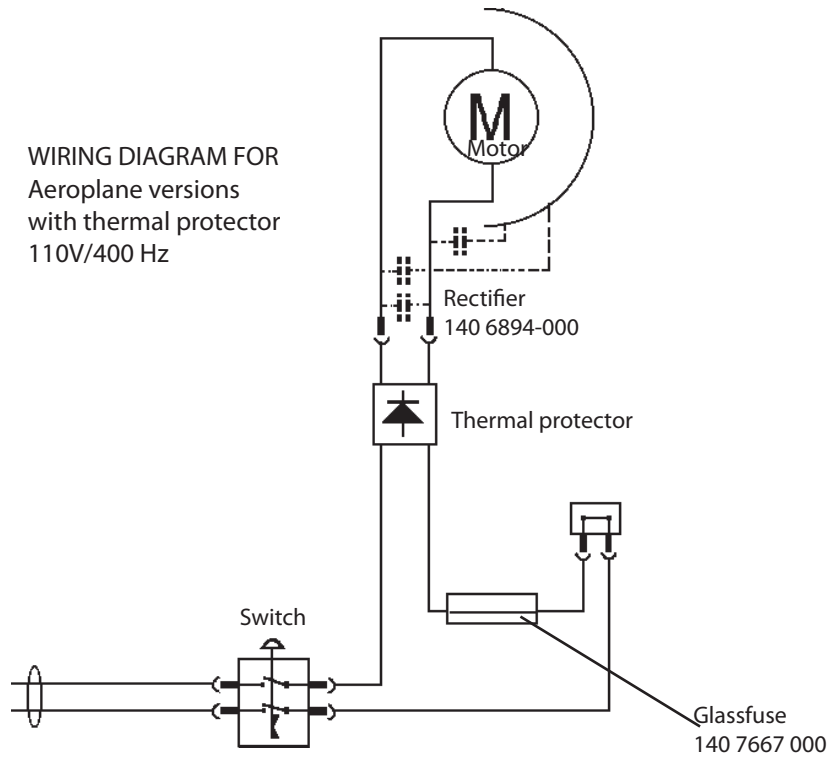 M
Motor
WIRING DIAGRAM FOR
Aeroplane versions
with thermal protector
110V/400 Hz
Rectifier
140 6894-000
Thermal protector
Switch
Glassfuse
140 7667 000